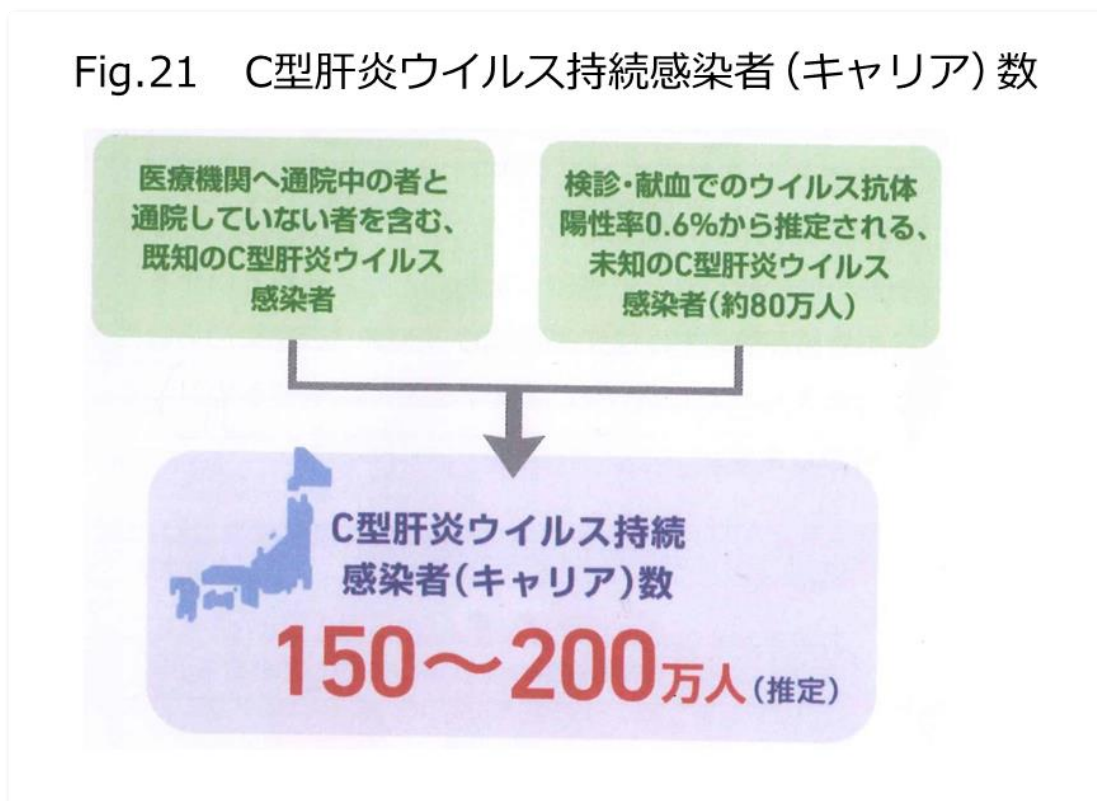 Fig.21 C型肝炎ウイルス持続感染者（キャリア）数
医療機関へ通院中の者と
通院していない者を含む、
既知のC型肝炎ウイルス
感染者
検診・献血でのウイルス抗体
陽性率0.6%から推定される、
未知のC型肝炎ウイルス
感染者（約80万人）
C型肝炎ウイルス持続
感染者（キャリア）数
150〜200万人（推定）